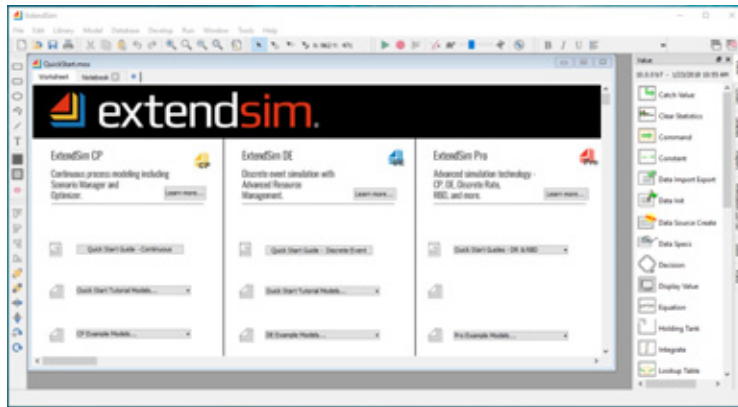 ExtendSim
File Edit Library Model Database Develop Run Window Tools Help
B I U
QuickStart.mox
Worksheet Notebook
extendsim.
ExtendSim CP
CP
Continuous process modeling including
Scenario Manager and
Optimizer.
Learn more...
Quick Start Guide - Continuous
Quick Start Tutorial Models...
CP Example Models...
ExtendSim DE
DE
Discrete event simulation with
Advanced Resource
Management.
Learn more...
Quick Start Guide - Discrete Event
Quick Start Tutorial Models...
DE Example Models...
ExtendSim Pro
Pro
Advanced simulation technology -
CP, DE, Discrete Rate,
RBD, and more.
Learn more...
Quick Start Guides - DR & RBD
Pro Example Models...
Value
Catch Value
Clear Statistics
Command
Constant
Data Import Export
Data Init
Data Source Create
Data Specs
Decision
Display Value
Equation
Holding Tank
Integrate
Lookup Table